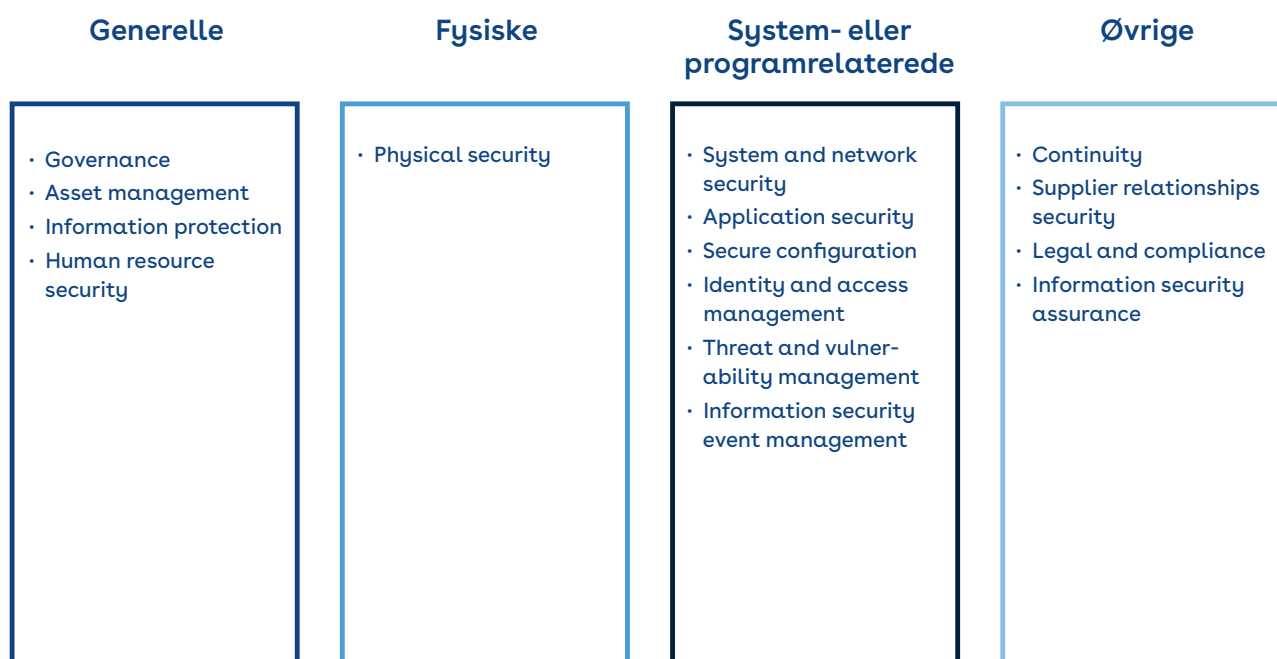 Generelle
· Governance
· Asset management
· Information protection
· Human resource
security
Fysiske
· Physical security
System- eller
programrelaterede
· System and network
security
· Application security
· Secure configuration
· Identity and access
management
· Threat and vulner-
ability management
· Information security
event management
Øvrige
· Continuity
· Supplier relationships
security
· Legal and compliance
· Information security
assurance